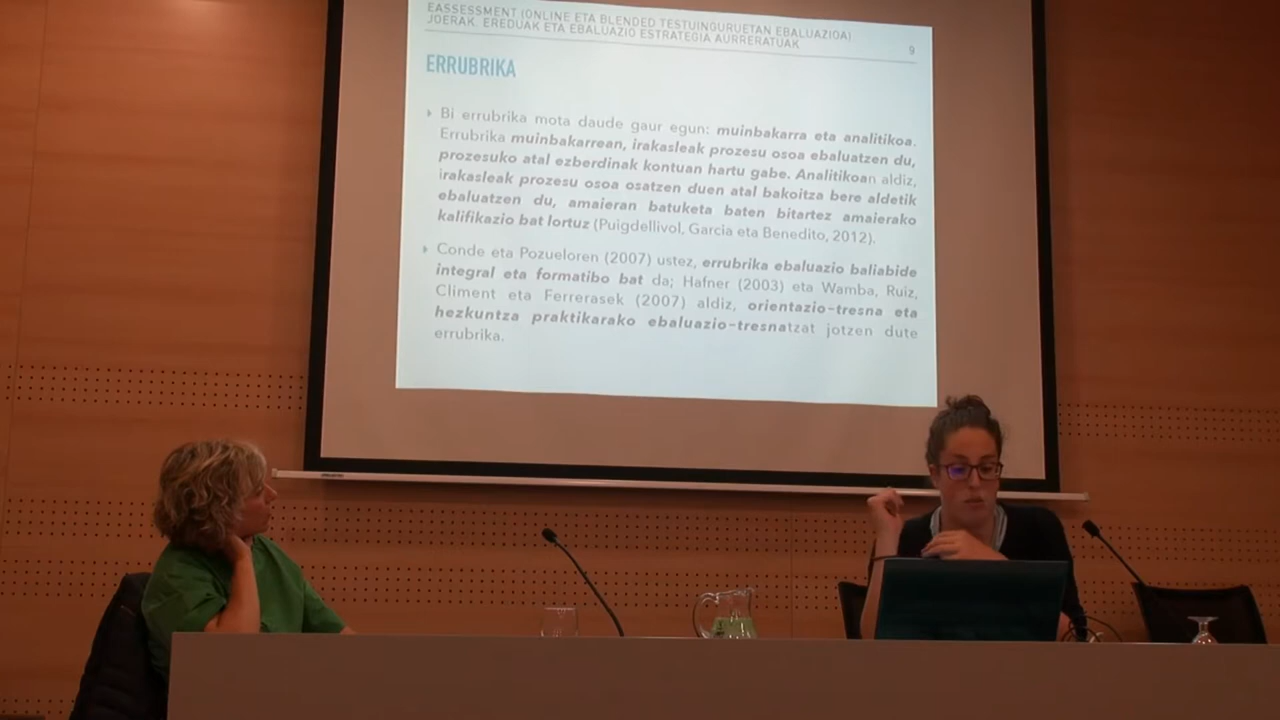 EASSESSMENT (ONLINE ETA BLENDED TESTUINGURUETAN EBALUAZIOA)
JOERAK. EREDUAK ETA EBALUAZIO ESTRATEGIA AURRERATUAK
9
ERRUBRIKA
Bi errubrika mota daude gaur egun: muinbakarra eta analitikoa.
Errubrika muinbakarrean, irakasleak prozesu osoa ebaluatzen du,
prozesuko atal ezberdinak kontuan hartu gabe. Analitikoan aldiz,
irakasleak prozesu osoa osatzen duen atal bakoitza bere aldetik
ebaluatzen du, amaieran batuketa baten bitartez amaierako
kalifikazio bat lortuz (Puigdellivol, Garcia eta Benedito, 2012).
Conde eta Pozueloren (2007) ustez, errubrika ebaluazio baliabide
integral eta formatibo bat da; Hafner (2003) eta Wamba, Ruiz,
Climent eta Ferrerasek (2007) aldiz, orientazio-tresna eta
hezkuntza praktikarako ebaluazio-tresnatzat jotzen dute
errubrika.